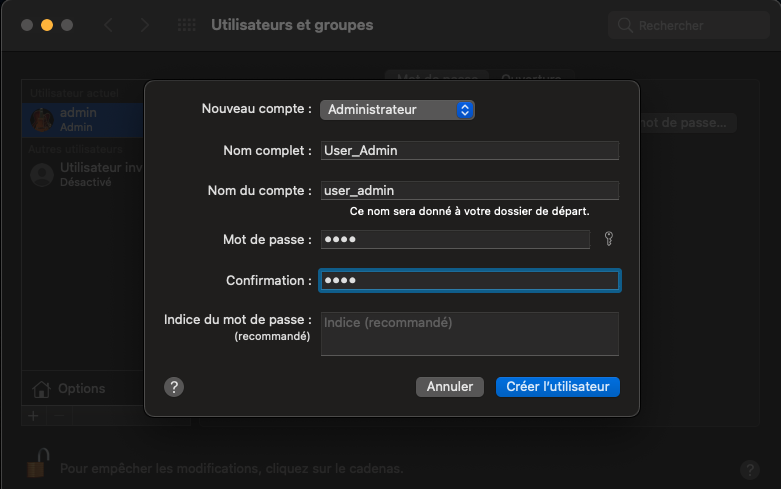 Utilisateurs et groupes
Rechercher
Utilisateur actuel
Mot de passe
Ouverture
admin
Admin
mot de passe...
Autres utilisateurs
Utilisateur inv
Désactivé
Nouveau compte :
Administrateur
Nom complet :
User_Admin
Nom du compte :
user_admin
Ce nom sera donné à votre dossier de départ.
Mot de passe :
••••
Confirmation :
••••
Indice du mot de passe :
(recommandé)
Indice (recommandé)
?
Annuler
Créer l'utilisateur
Options
+ −
Pour empêcher les modifications, cliquez sur le cadenas.
?